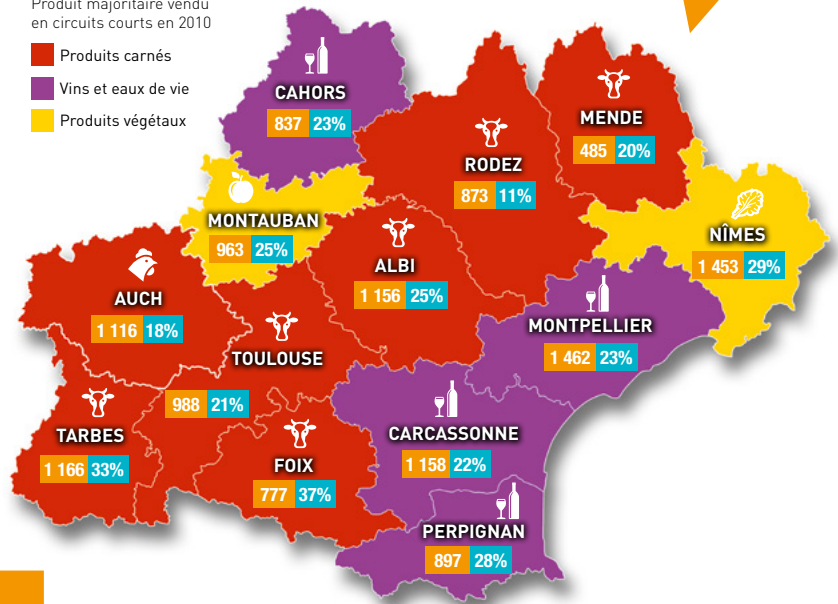 Produit majoritaire vendu
en circuits courts en 2010
Produits carnés
Vins et eaux de vie
Produits végétaux
CAHORS
837 23%
MENDE
485 20%
RODEZ
873 11%
MONTAUBAN
963 25%
NÎMES
1 453 29%
ALBI
1 156 25%
AUCH
1 116 18%
MONTPELLIER
1 462 23%
TOULOUSE
988 21%
TARBES
1 166 33%
CARCASSONNE
1 158 22%
FOIX
777 37%
PERPIGNAN
897 28%